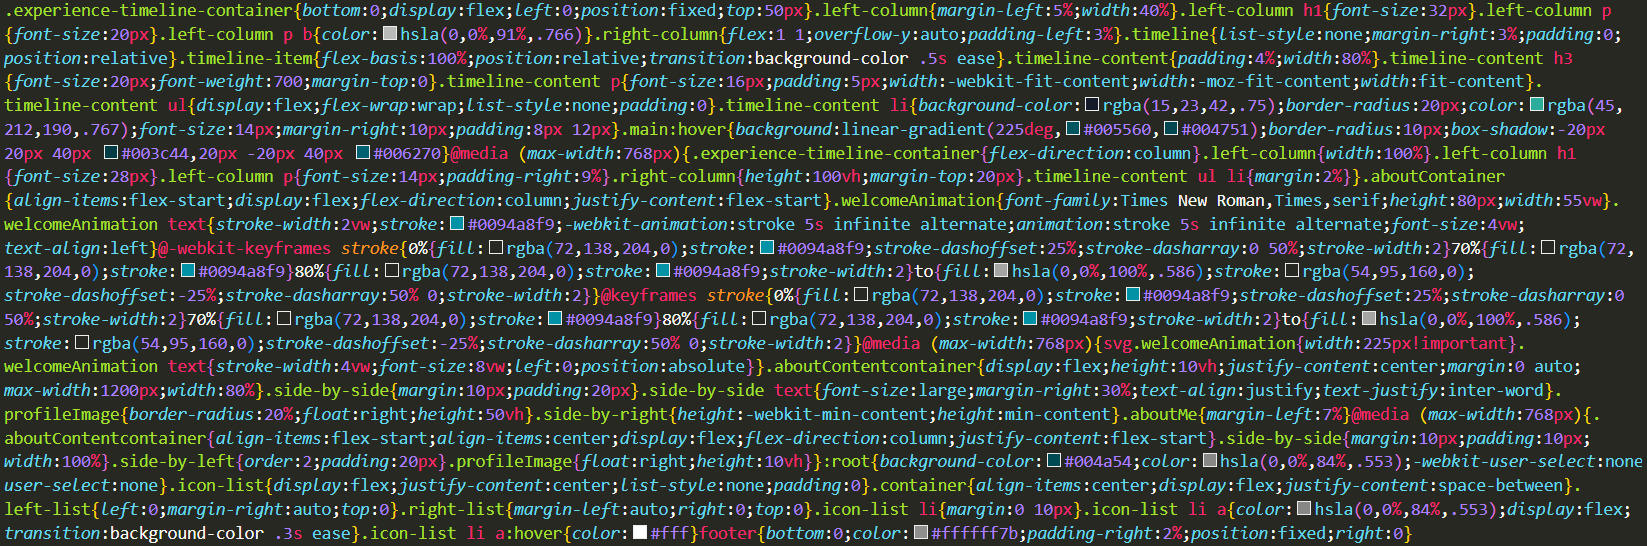 .experience-timeline-container{bottom:0;display:flex;left:0;position:fixed;top:50px}.left-column{margin-left:5%;width:40%}.left-column h1{font-size:32px}.left-column p
{font-size:20px}.left-column p b{color:hsla(0,0%,91%,.766)}.right-column{flex:1 1;overflow-y:auto;padding-left:3%}.timeline{list-style:none;margin-right:3%;padding:0;
position:relative}.timeline-item{flex-basis:100%;position:relative;transition:background-color .5s ease}.timeline-content{padding:4%;width:80%}.timeline-content h3
{font-size:20px;font-weight:700;margin-top:0}.timeline-content p{font-size:16px;padding:5px;width:-webkit-fit-content;width:-moz-fit-content;width:fit-content}.
timeline-content ul{display:flex;flex-wrap:wrap;list-style:none;padding:0}.timeline-content li{background-color:rgba(15,23,42,.75);border-radius:20px;color:rgba(45,
212,190,.767);font-size:14px;margin-right:10px;padding:8px 12px}.main:hover{background:linear-gradient(225deg,#005560,#004751);border-radius:10px;box-shadow:-20px
20px 40px #003c44,20px -20px 40px #006270}@media (max-width:768px){.experience-timeline-container{flex-direction:column}.left-column{width:100%}.left-column h1
{font-size:28px}.left-column p{font-size:14px;padding-right:9%}.right-column{height:100vh;margin-top:20px}.timeline-content ul li{margin:2%}}.aboutContainer
{align-items:flex-start;display:flex;flex-direction:column;justify-content:flex-start}.welcomeAnimation{font-family:Times New Roman,Times,serif;height:80px;width:55vw}.
welcomeAnimation text{stroke-width:2vw;stroke:#0094a8f9;-webkit-animation:stroke 5s infinite alternate;animation:stroke 5s infinite alternate;font-size:4vw;
text-align:left}@-webkit-keyframes stroke{0%{fill:rgba(72,138,204,0);stroke:#0094a8f9;stroke-dashoffset:25%;stroke-dasharray:0 50%;stroke-width:2}70%{fill:rgba(72,
138,204,0);stroke:#0094a8f9}80%{fill:rgba(72,138,204,0);stroke:#0094a8f9;stroke-width:2}to{fill:hsla(0,0%,100%,.586);stroke:rgba(54,95,160,0);
stroke-dashoffset:-25%;stroke-dasharray:50% 0;stroke-width:2}}@keyframes stroke{0%{fill:rgba(72,138,204,0);stroke:#0094a8f9;stroke-dashoffset:25%;stroke-dasharray:0
50%;stroke-width:2}70%{fill:rgba(72,138,204,0);stroke:#0094a8f9}80%{fill:rgba(72,138,204,0);stroke:#0094a8f9;stroke-width:2}to{fill:hsla(0,0%,100%,.586);
stroke:rgba(54,95,160,0);stroke-dashoffset:-25%;stroke-dasharray:50% 0;stroke-width:2}}@media (max-width:768px){svg.welcomeAnimation{width:225px!important}.
welcomeAnimation text{stroke-width:4vw;font-size:8vw;left:0;position:absolute}}.aboutContentcontainer{display:flex;height:10vh;justify-content:center;margin:0 auto;
max-width:1200px;width:80%}.side-by-side{margin:10px;padding:20px}.side-by-side text{font-size:large;margin-right:30%;text-align:justify;text-justify:inter-word}.
profileImage{border-radius:20%;float:right;height:50vh}.side-by-right{height:-webkit-min-content;height:min-content}.aboutMe{margin-left:7%}@media (max-width:768px){.
aboutContentcontainer{align-items:flex-start;align-items:center;display:flex;flex-direction:column;justify-content:flex-start}.side-by-side{margin:10px;padding:10px;
width:100%}.side-by-left{order:2;padding:20px}.profileImage{float:right;height:10vh}}:root{background-color:#004a54;color:hsla(0,0%,84%,.553);-webkit-user-select:none
user-select:none}.icon-list{display:flex;justify-content:center;list-style:none;padding:0}.container{align-items:center;display:flex;justify-content:space-between}.
left-list{left:0;margin-right:auto;top:0}.right-list{margin-left:auto;right:0;top:0}.icon-list li{margin:0 10px}.icon-list li a{color:hsla(0,0%,84%,.553);display:flex;
transition:background-color .3s ease}.icon-list li a:hover{color:#fff}footer{bottom:0;color:#ffffff7b;padding-right:2%;position:fixed;right:0}